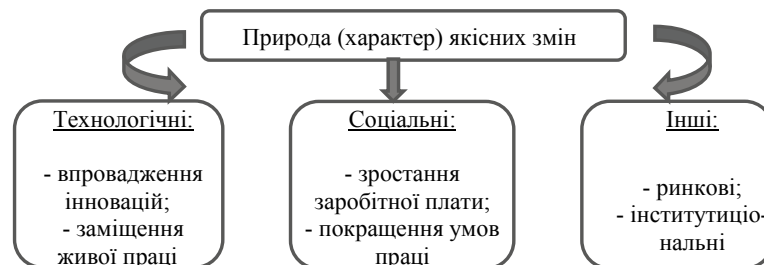 Природа (характер) якісних змін
Технологічні:
- впровадження
інновацій;
- заміщення
живої праці
Соціальні:
- зростання
заробітної плати;
- покращення умов
праці
Інші:
- ринкові;
- інститутиціо-
нальні